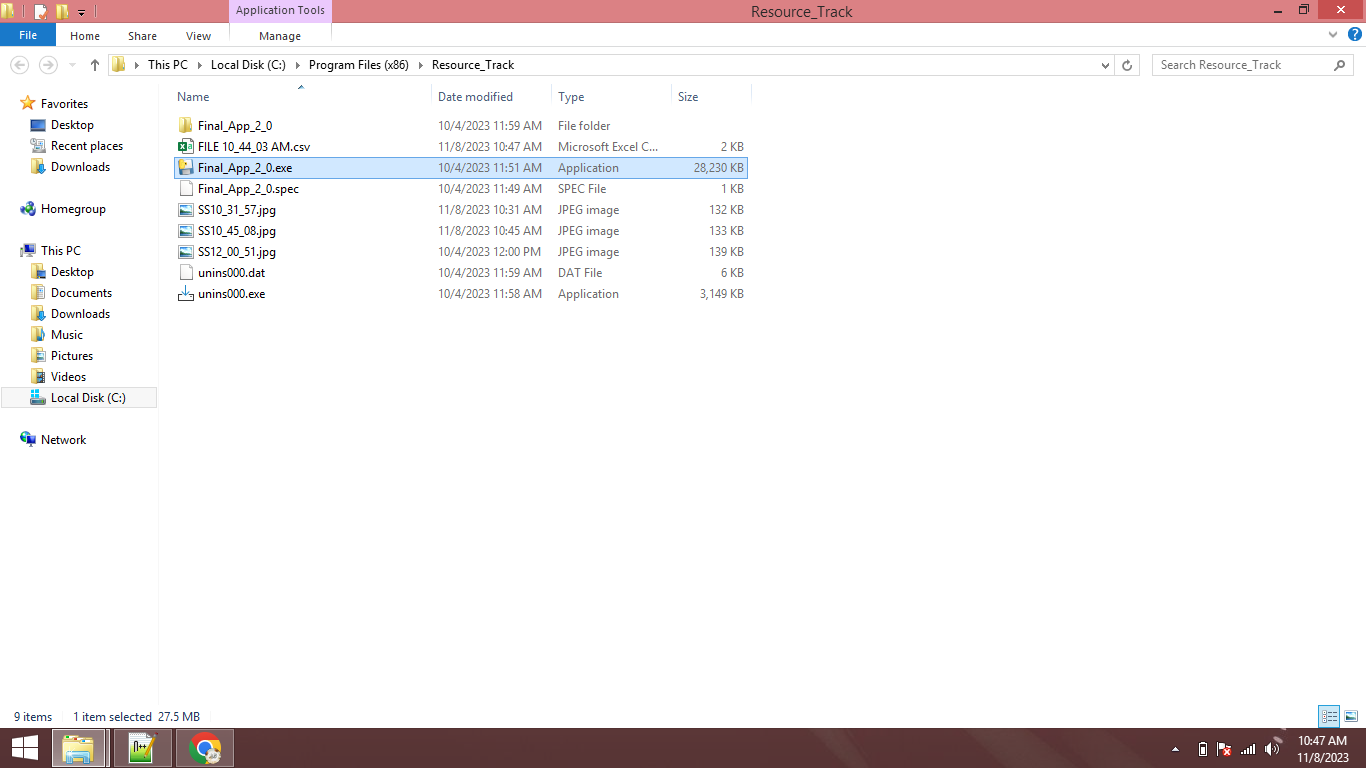 Application Tools
Resource_Track
File Home Share View Manage
This PC Local Disk (C:) Program Files (x86) Resource_Track
Search Resource_Track
Name Date modified Type Size
Favorites
Desktop
Recent places
Downloads
Homegroup
This PC
Desktop
Documents
Downloads
Music
Pictures
Videos
Local Disk (C:)
Network
Final_App_2_0 10/4/2023 11:59 AM File folder
FILE 10_44_03 AM.csv 11/8/2023 10:47 AM Microsoft Excel C... 2 KB
Final_App_2_0.exe 10/4/2023 11:51 AM Application 28,230 KB
Final_App_2_0.spec 10/4/2023 11:49 AM SPEC File 1 KB
SS10_31_57.jpg 11/8/2023 10:31 AM JPEG image 132 KB
SS10_45_08.jpg 11/8/2023 10:45 AM JPEG image 133 KB
SS12_00_51.jpg 10/4/2023 12:00 PM JPEG image 139 KB
unins000.dat 10/4/2023 11:59 AM DAT File 6 KB
unins000.exe 10/4/2023 11:58 AM Application 3,149 KB
9 items 1 item selected 27.5 MB
10:47 AM
11/8/2023